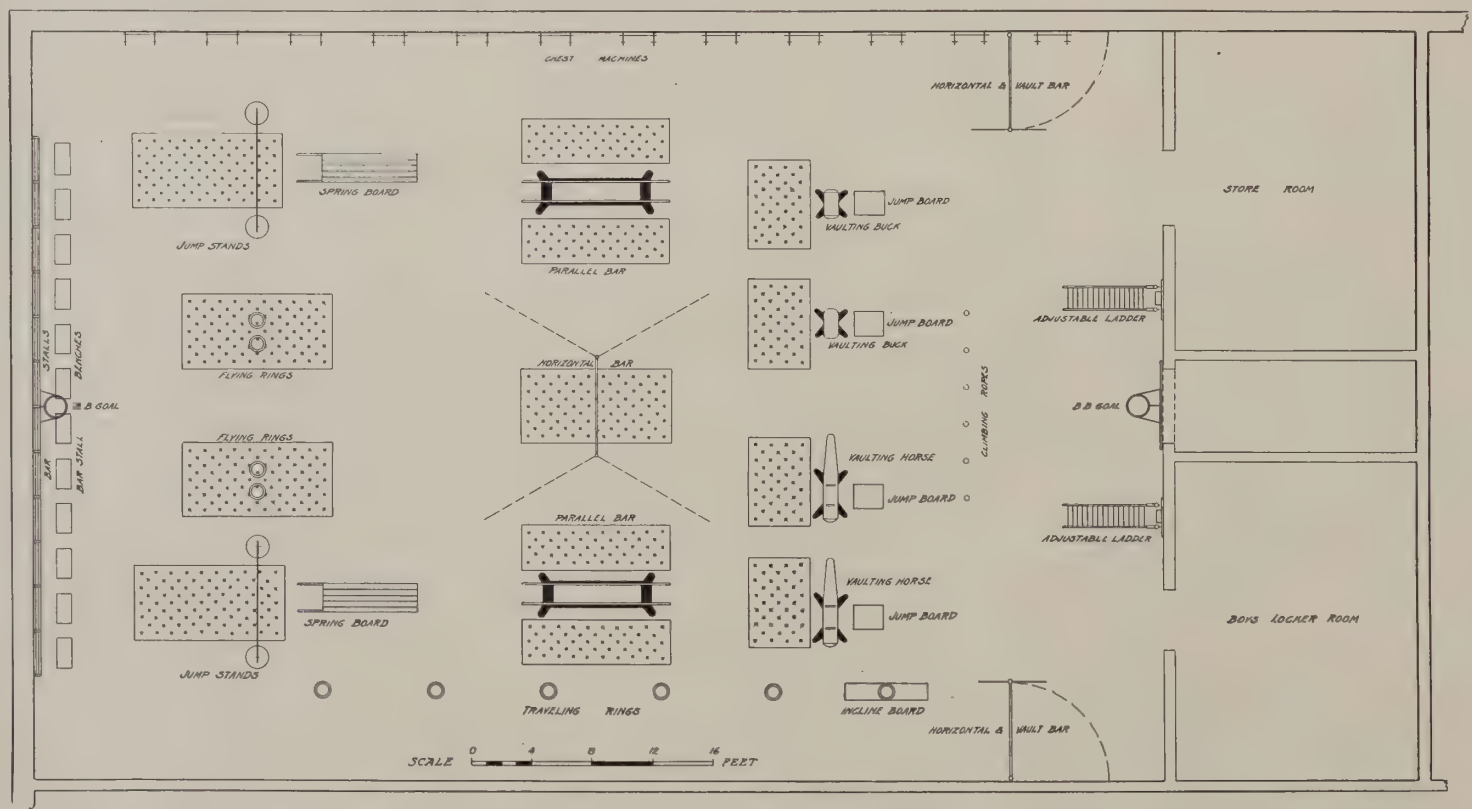 CHEST MACHINES
HORIZONTAL & VAULT BAR
SPRING BOARD
JUMP STANDS
PARALLEL BAR
JUMP BOARD
VAULTING BUCK
STORE ROOM
STALLS
BENCHES
FLYING RINGS
HORIZONTAL BAR
JUMP BOARD
VAULTING BUCK
ADJUSTABLE LADDER
CLIMBING ROPES
B. GOAL
B B GOAL
BAR
BAR STALL
FLYING RINGS
VAULTING HORSE
JUMP BOARD
PARALLEL BAR
ADJUSTABLE LADDER
VAULTING HORSE
JUMP BOARD
SPRING BOARD
BOYS LOCKER ROOM
JUMP STANDS
TRAVELING RINGS
INCLINE BOARD
HORIZONTAL & VAULT BAR
0 4 8 12 16
SCALE FEET